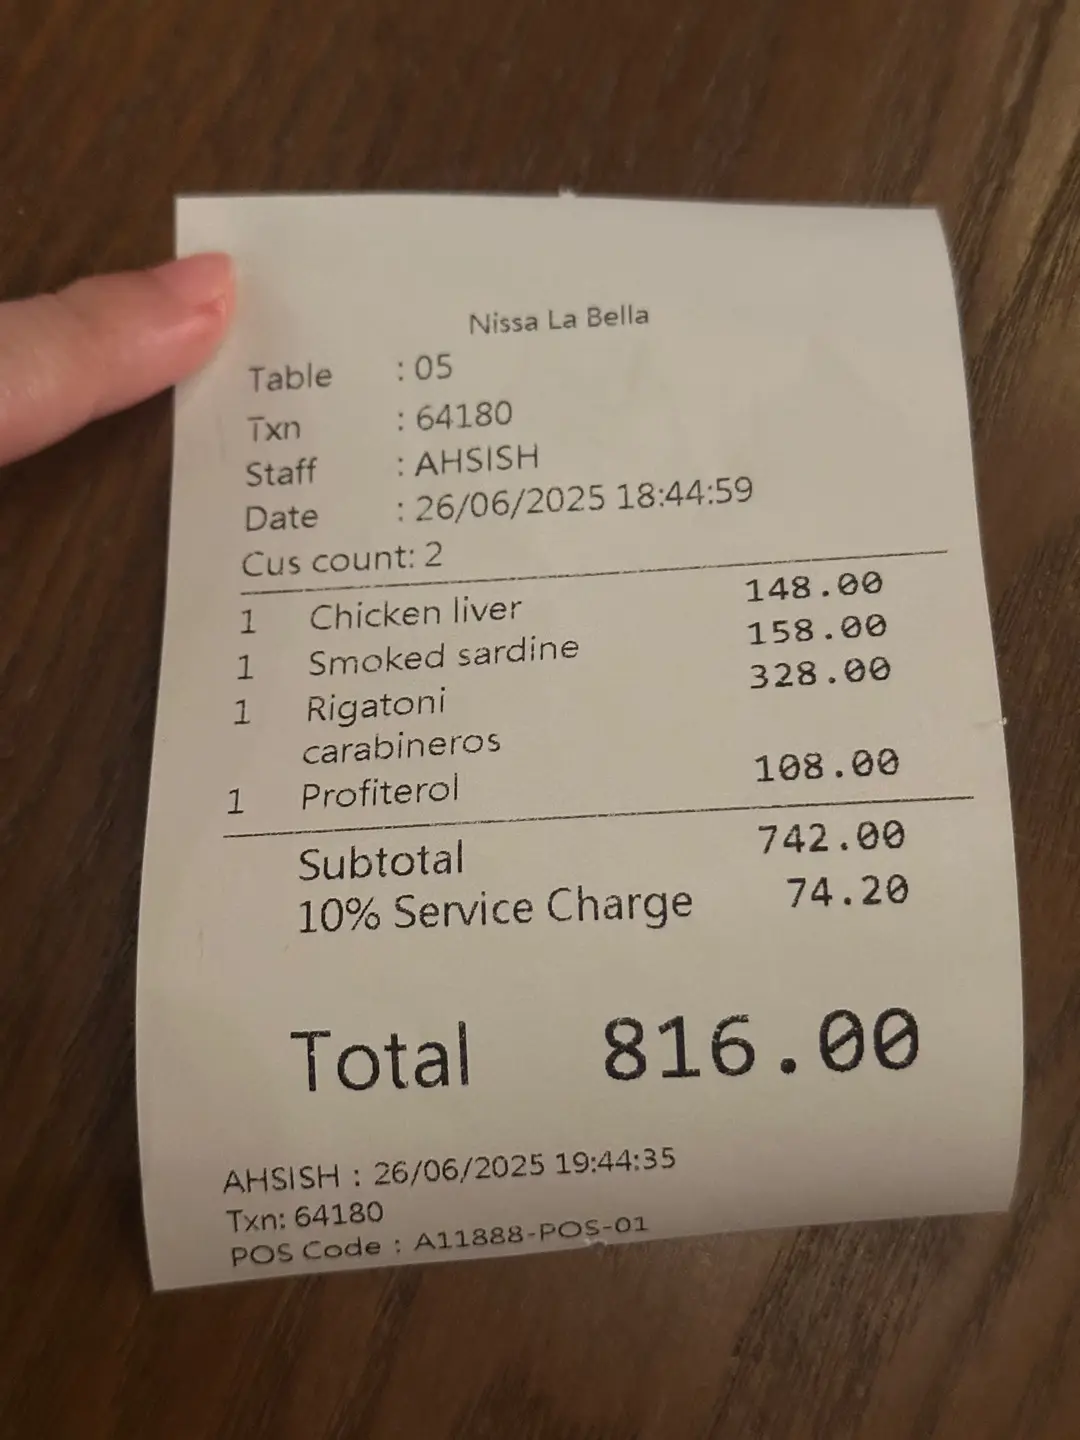 Nissa La Bella
Table : 05
Txn : 64180
Staff : AHSISH
Date : 26/06/2025 18:44:59
Cus count: 2
1 Chicken liver 148.00
1 Smoked sardine 158.00
1 Rigatoni 328.00
carabineros
1 Profiterol 108.00
Subtotal 742.00
10% Service Charge 74.20
Total 816.00
AHSISH : 26/06/2025 19:44:35
Txn: 64180
POS Code : A11888-POS-01